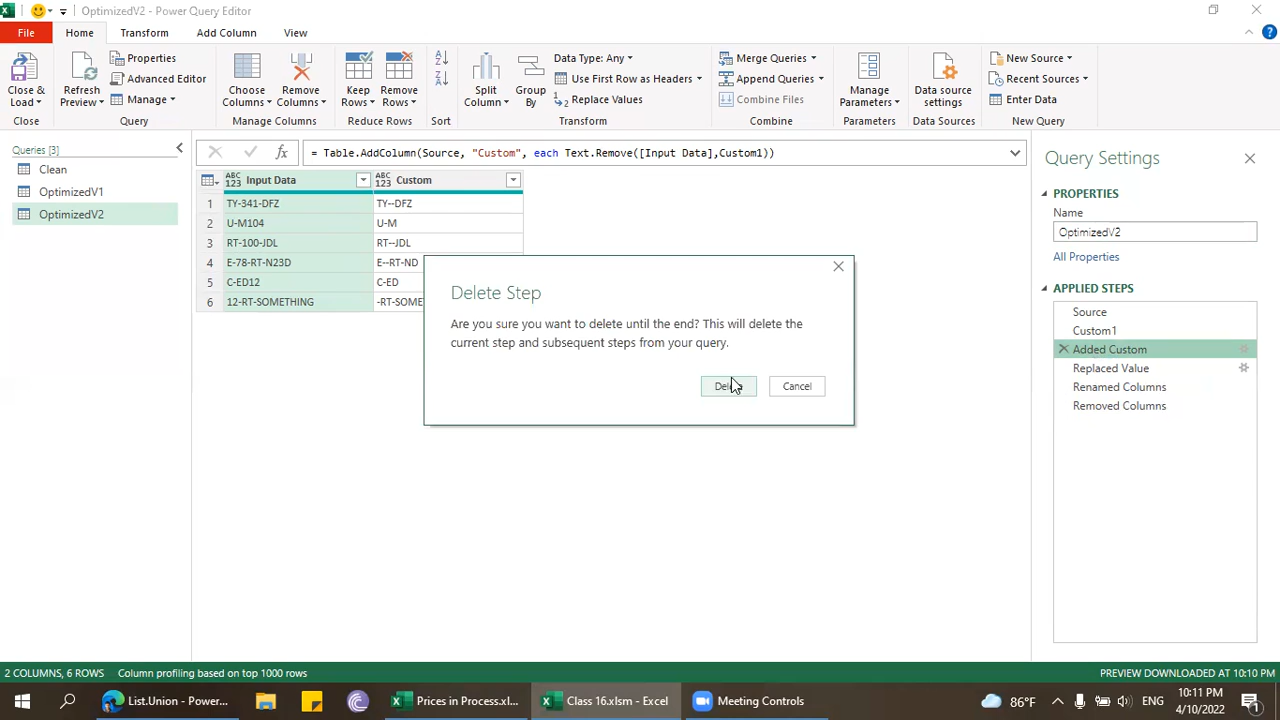 OptimizedV2 - Power Query Editor
File Home Transform Add Column View
Close & Load
Refresh Preview
Properties
Advanced Editor
Manage
Choose Columns
Remove Columns
Keep Rows
Remove Rows
Split Column
Group By
Data Type: Any
Use First Row as Headers
1 2 Replace Values
Merge Queries
Append Queries
Combine Files
Manage Parameters
Data source settings
New Source
Recent Sources
Enter Data
Close Query Manage Columns Reduce Rows Sort Transform Combine Parameters Data Sources New Query
Queries [3]
Clean
OptimizedV1
OptimizedV2
fx = Table.AddColumn(Source, "Custom", each Text.Remove([Input Data],Custom1))
ABC 123 Input Data ABC 123 Custom
1 TY-341-DFZ TY--DFZ
2 U-M104 U-M
3 RT-100-JDL RT--JDL
4 E-78-RT-N23D E--RT-ND
5 C-ED12 C-ED
6 12-RT-SOMETHING -RT-SOME
Delete Step
Are you sure you want to delete until the end? This will delete the
current step and subsequent steps from your query.
Cancel
Query Settings
PROPERTIES
Name
OptimizedV2
All Properties
APPLIED STEPS
Source
Custom1
Added Custom
Replaced Value
Renamed Columns
Removed Columns
2 COLUMNS, 6 ROWS Column profiling based on top 1000 rows PREVIEW DOWNLOADED AT 10:10 PM
List.Union - Power... Prices in Process.xl... Class 16.xlsm - Excel Meeting Controls 86°F ENG 10:11 PM
4/10/2022
1